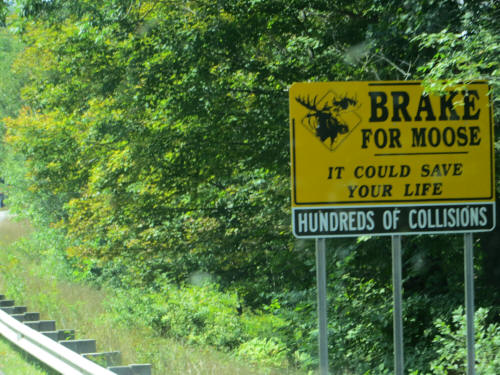 BRAKE
FOR MOOSE
IT COULD SAVE
YOUR LIFE
HUNDREDS OF COLLISIONS